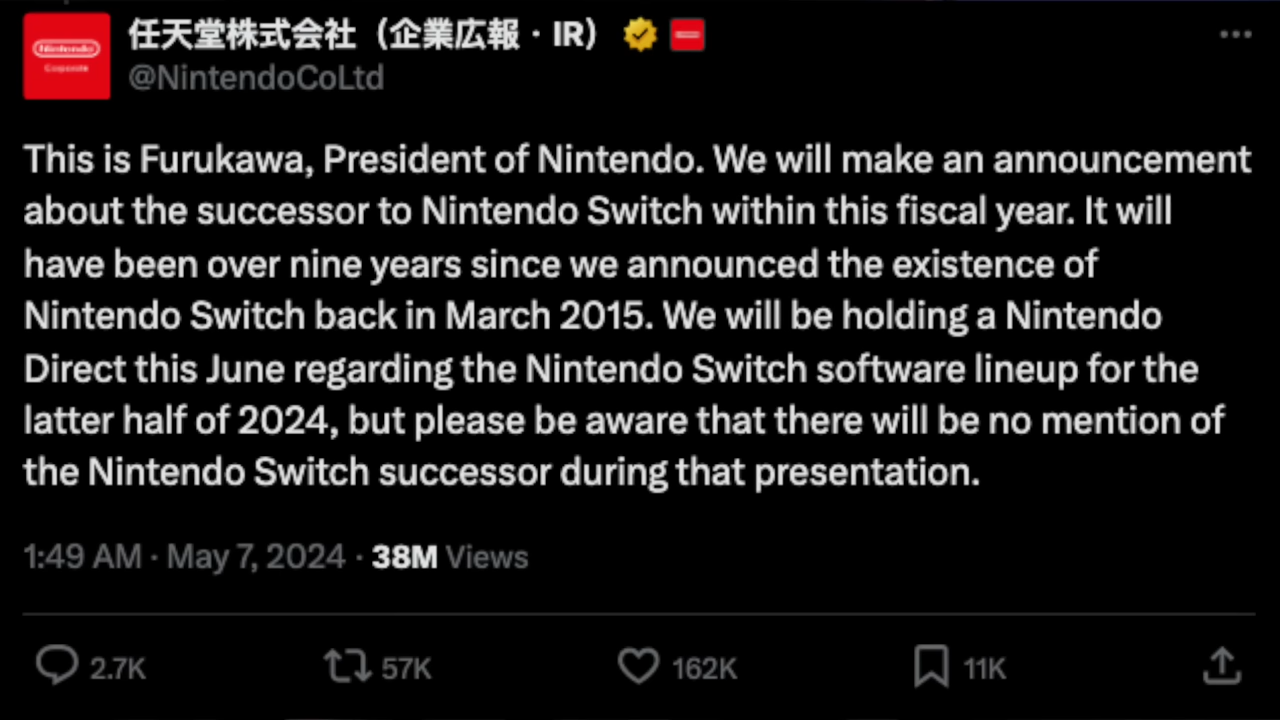 Nintendo
Corporate
任天堂株式会社（企業広報・IR）
@NintendoCoLtd
This is Furukawa, President of Nintendo. We will make an announcement
about the successor to Nintendo Switch within this fiscal year. It will
have been over nine years since we announced the existence of
Nintendo Switch back in March 2015. We will be holding a Nintendo
Direct this June regarding the Nintendo Switch software lineup for the
latter half of 2024, but please be aware that there will be no mention of
the Nintendo Switch successor during that presentation.
1:49 AM · May 7, 2024 · 38M Views
2.7K 57K 162K 11K